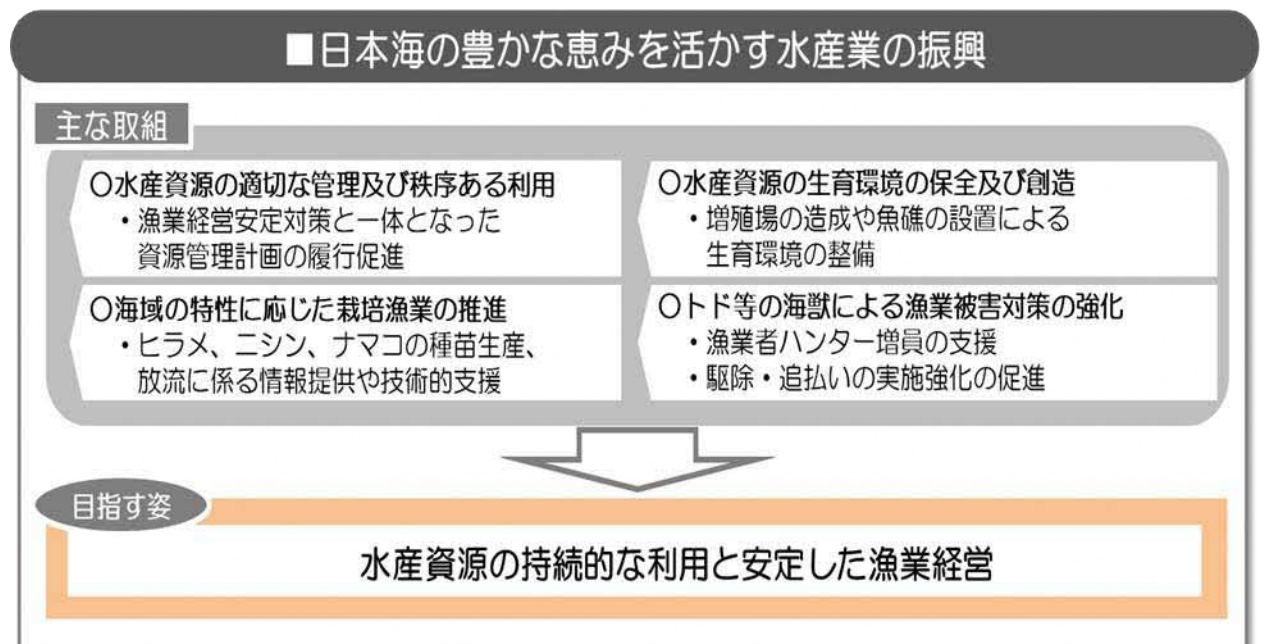 ■日本海の豊かな恵みを活かす水産業の振興
主な取組
○水産資源の適切な管理及び秩序ある利用
・漁業経営安定対策と一体となった
資源管理計画の履行促進
○海域の特性に応じた栽培漁業の推進
・ヒラメ、ニシン、ナマコの種苗生産、
放流に係る情報提供や技術的支援
○水産資源の生育環境の保全及び創造
・増殖場の造成や魚礁の設置による
生育環境の整備
○トド等の海獣による漁業被害対策の強化
・漁業者ハンター増員の支援
・駆除・追払いの実施強化の促進
目指す姿
水産資源の持続的な利用と安定した漁業経営